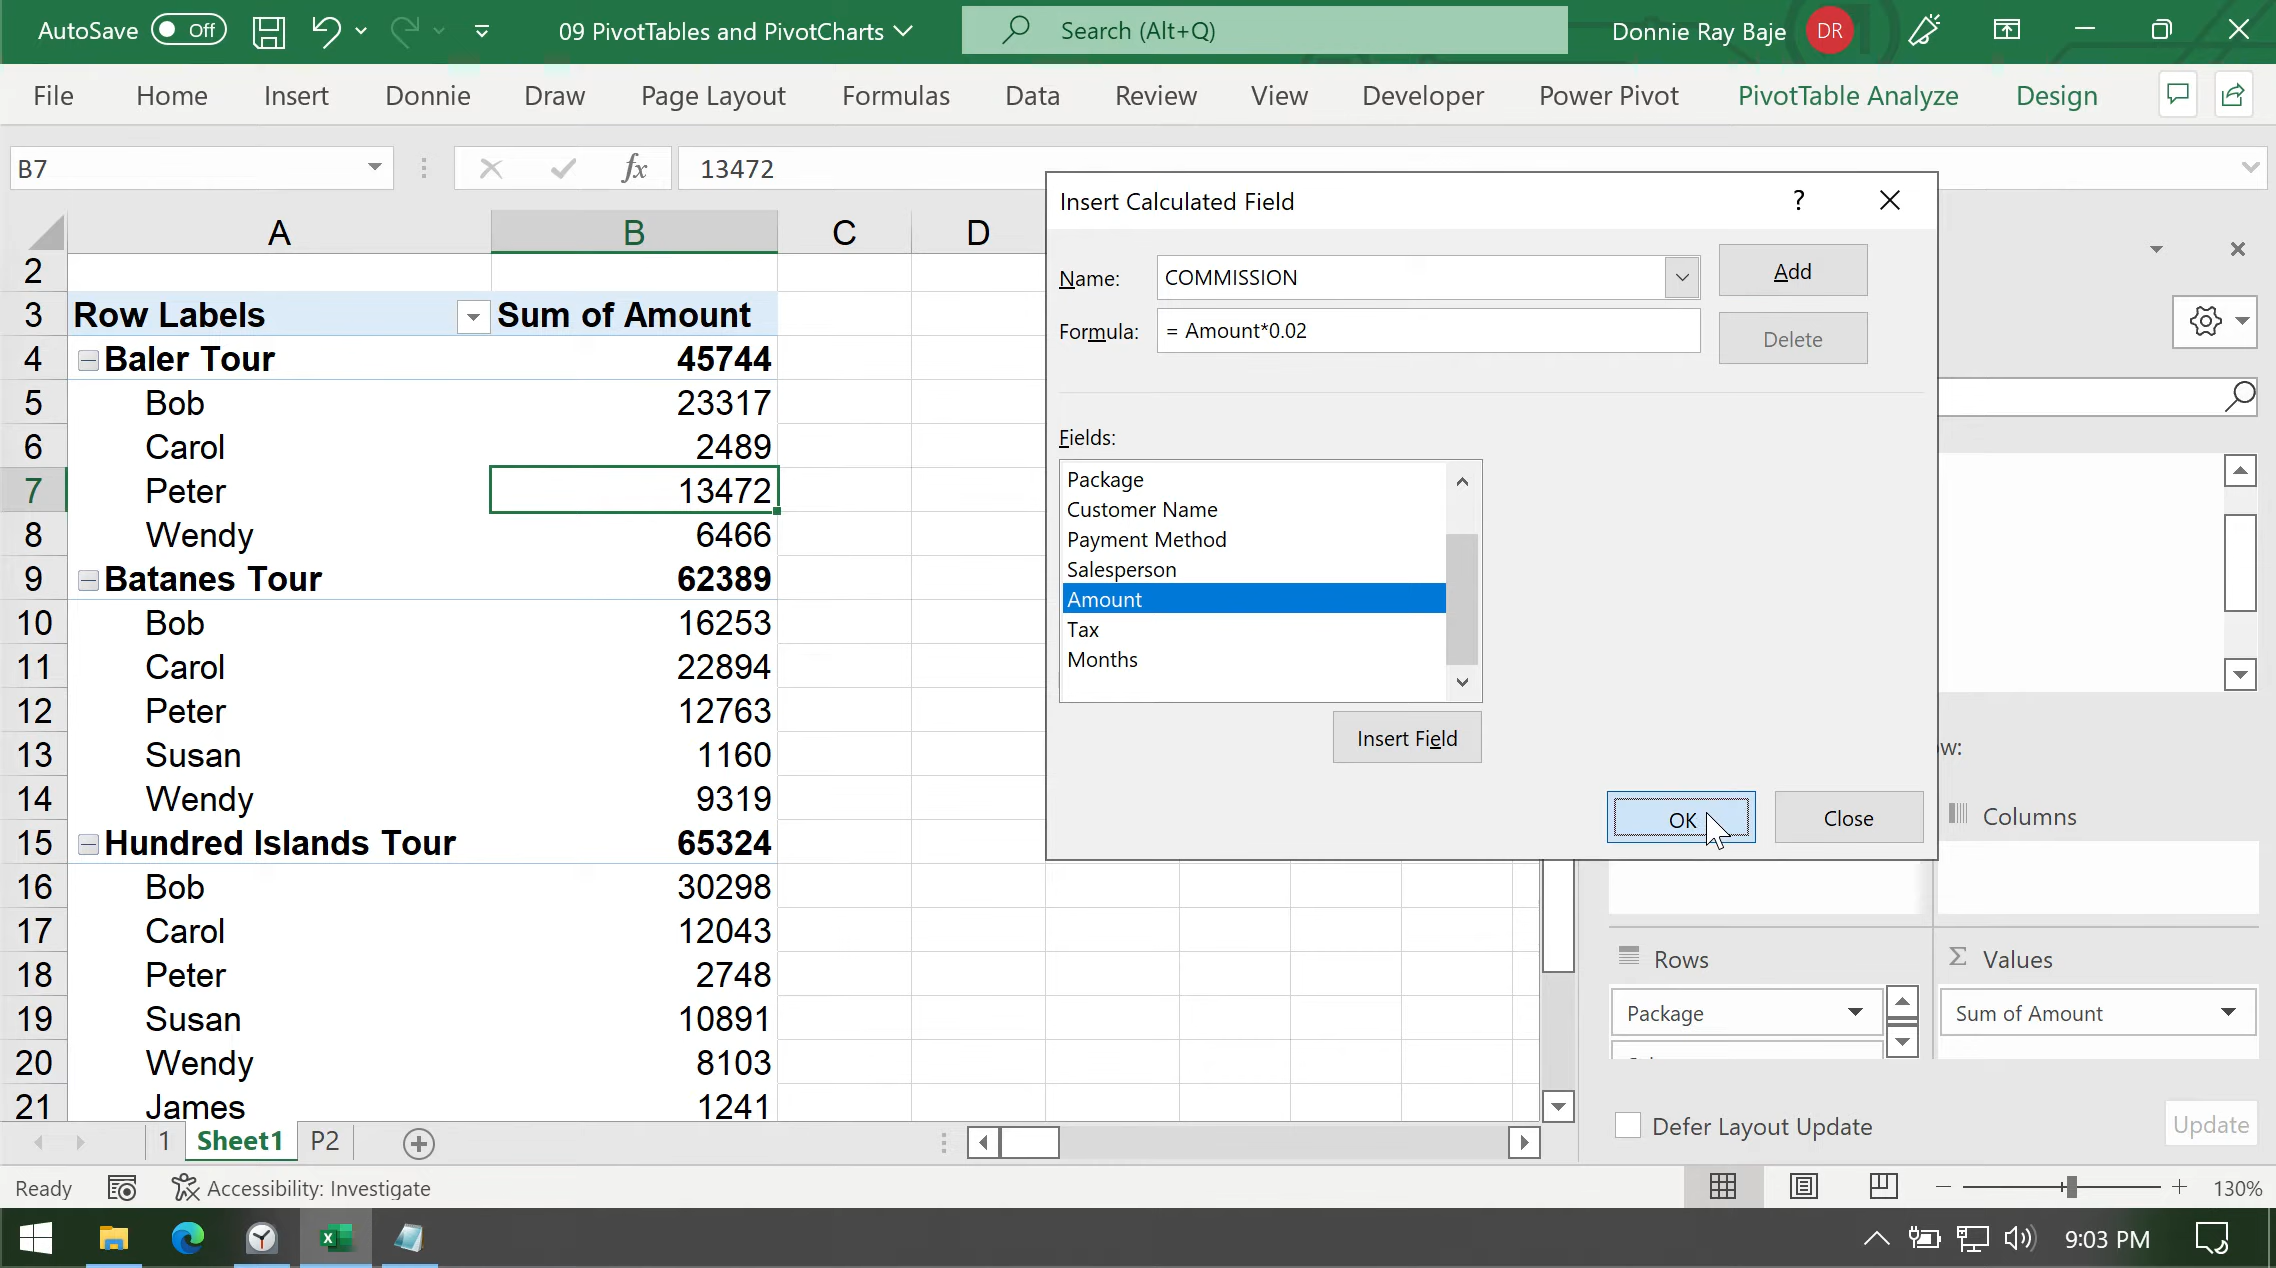 AutoSave Off 09 PivotTables and PivotCharts Search (Alt+Q) Donnie Ray Baje DR
File Home Insert Donnie Draw Page Layout Formulas Data Review View Developer Power Pivot PivotTable Analyze Design
B7 fx 13472
A B C D
2
3 Row Labels Sum of Amount
4 Baler Tour 45744
5 Bob 23317
6 Carol 2489
7 Peter 13472
8 Wendy 6466
9 Batanes Tour 62389
10 Bob 16253
11 Carol 22894
12 Peter 12763
13 Susan 1160
14 Wendy 9319
15 Hundred Islands Tour 65324
16 Bob 30298
17 Carol 12043
18 Peter 2748
19 Susan 10891
20 Wendy 8103
21 James 1241
Insert Calculated Field ?
Name: COMMISSION Add
Formula: = Amount*0.02 Delete
Fields:
Package
Customer Name
Payment Method
Salesperson
Amount
Tax
Months
Insert Field
OK Close
w:
Columns
Rows Σ Values
Package Sum of Amount
Defer Layout Update Update
1 Sheet1 P2
Ready Accessibility: Investigate 130%
9:03 PM